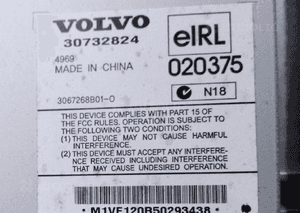 VOLVO
30732824
eIRL
4969
MADE IN CHINA
020375
3067268B01-0
N18
THIS DEVICE COMPLIES WITH PART 15 OF
THE FCC RULES. OPERATION IS SUBJECT TO
THE FOLLOWING TWO CONDITIONS:
(1) THIS DEVICE MAY NOT CAUSE HARMFUL
INTERFERENCE.
(2) THIS DEVICE MUST ACCEPT ANY INTERFER-
ENCE RECEIVED, INCLUDING INTERFERENCE
THAT MAY CAUSE UNDESIRED OPERATION.
M1VE120B50293438